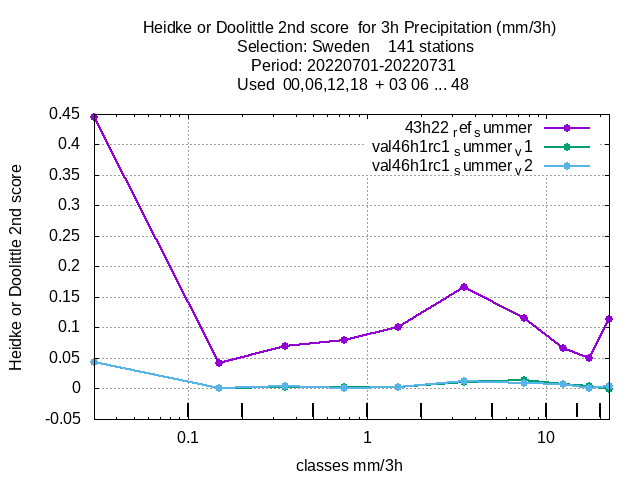 Heidke or Doolittle 2nd score  for 3h Precipitation (mm/3h)
Selection: Sweden    141 stations
Period: 20220701-20220731
Used  00,06,12,18  + 03 06 ... 48
43h22_ref_summer
val46h1rc1_summer_v1
val46h1rc1_summer_v2
Heidke or Doolittle 2nd score
0.45
0.4
0.35
0.3
0.25
0.2
0.15
0.1
0.05
0
-0.05
0.1 1 10
classes mm/3h